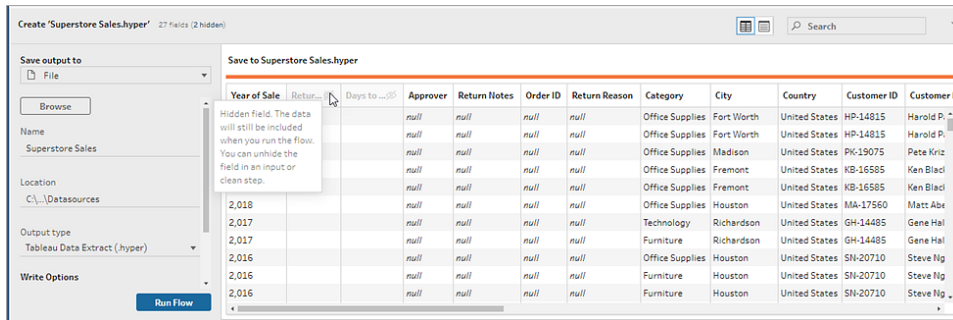 Create 'Superstore Sales.hyper' 27 fields (2 hidden)
Search
Save output to
File
Browse
Name
Superstore Sales
Location
C:\...\Datasources
Output type
Tableau Data Extract (.hyper)
Write Options
Run Flow
Save to Superstore Sales.hyper
Year of Sale Retur... Days to ... Approver Return Notes Order ID Return Reason Category City Country Customer ID Customer
Hidden field. The data
will still be included
when you run the flow.
You can unhide the
field in an input or
clean step.
null null null null Office Supplies Fort Worth United States HP-14815 Harold P.
null null null null Office Supplies Fort Worth United States HP-14815 Harold P.
null null null null Office Supplies Madison United States PK-19075 Pete Kriz
null null null null Office Supplies Fremont United States KB-16585 Ken Blacl
null null null null Office Supplies Fremont United States KB-16585 Ken Blacl
2,018 null null null null Office Supplies Houston United States MA-17560 Matt Abe
2,017 null null null null Technology Richardson United States GH-14485 Gene Hal
2,017 null null null null Furniture Richardson United States GH-14485 Gene Hal
2,016 null null null null Office Supplies Houston United States SN-20710 Steve Ng
2,016 null null null null Furniture Houston United States SN-20710 Steve Ng
2,016 null null null null Furniture Houston United States SN-20710 Steve Ng